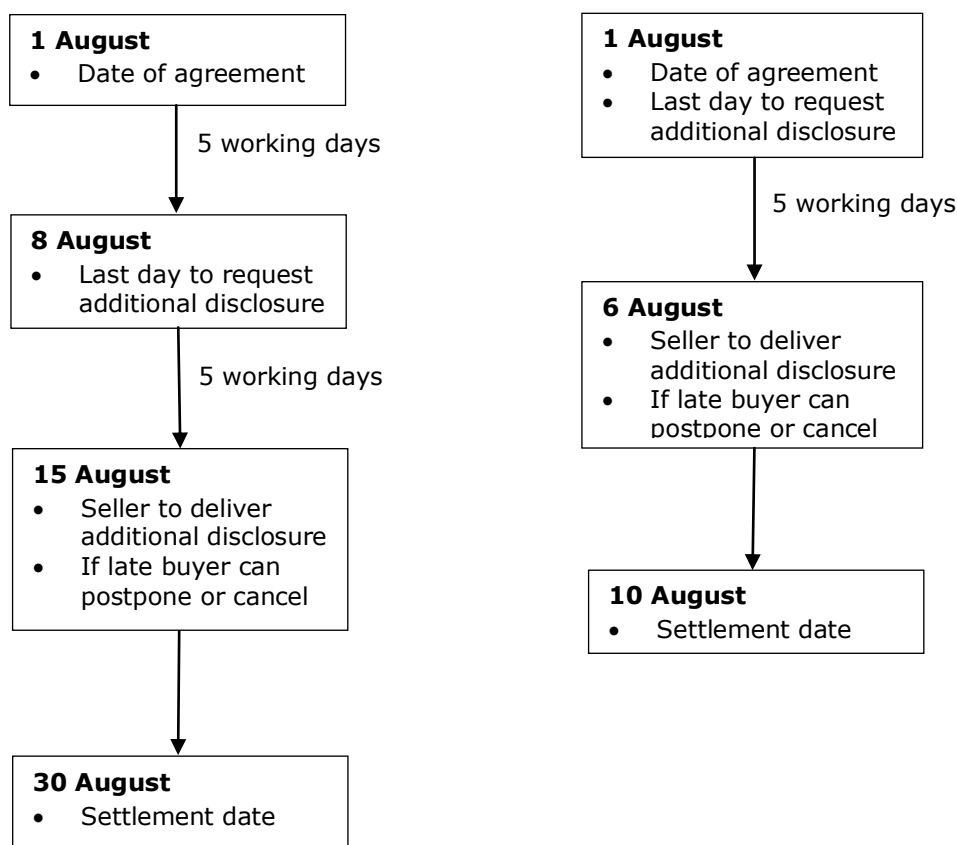 1 August
• Date of agreement
5 working days
8 August
• Last day to request
additional disclosure
5 working days
15 August
• Seller to deliver
additional disclosure
• If late buyer can
postpone or cancel
30 August
• Settlement date
1 August
• Date of agreement
• Last day to request
additional disclosure
5 working days
6 August
• Seller to deliver
additional disclosure
• If late buyer can
postpone or cancel
10 August
• Settlement date